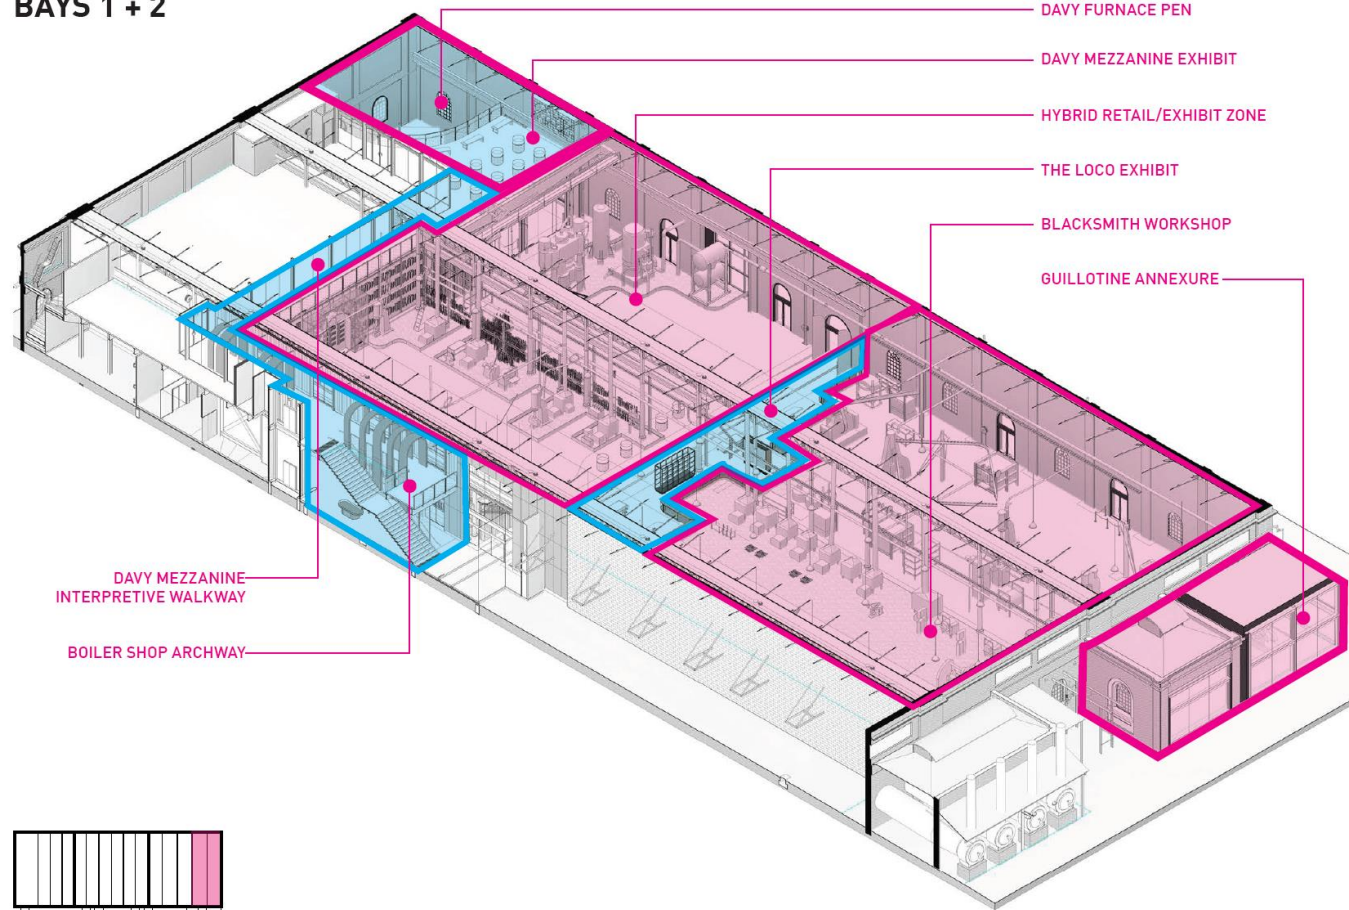 BAYS 1 + 2
DAVY FURNACE PEN
DAVY MEZZANINE EXHIBIT
HYBRID RETAIL/EXHIBIT ZONE
THE LOCO EXHIBIT
BLACKSMITH WORKSHOP
GUILLOTINE ANNEXURE
DAVY MEZZANINE
INTERPRETIVE WALKWAY
BOILER SHOP ARCHWAY